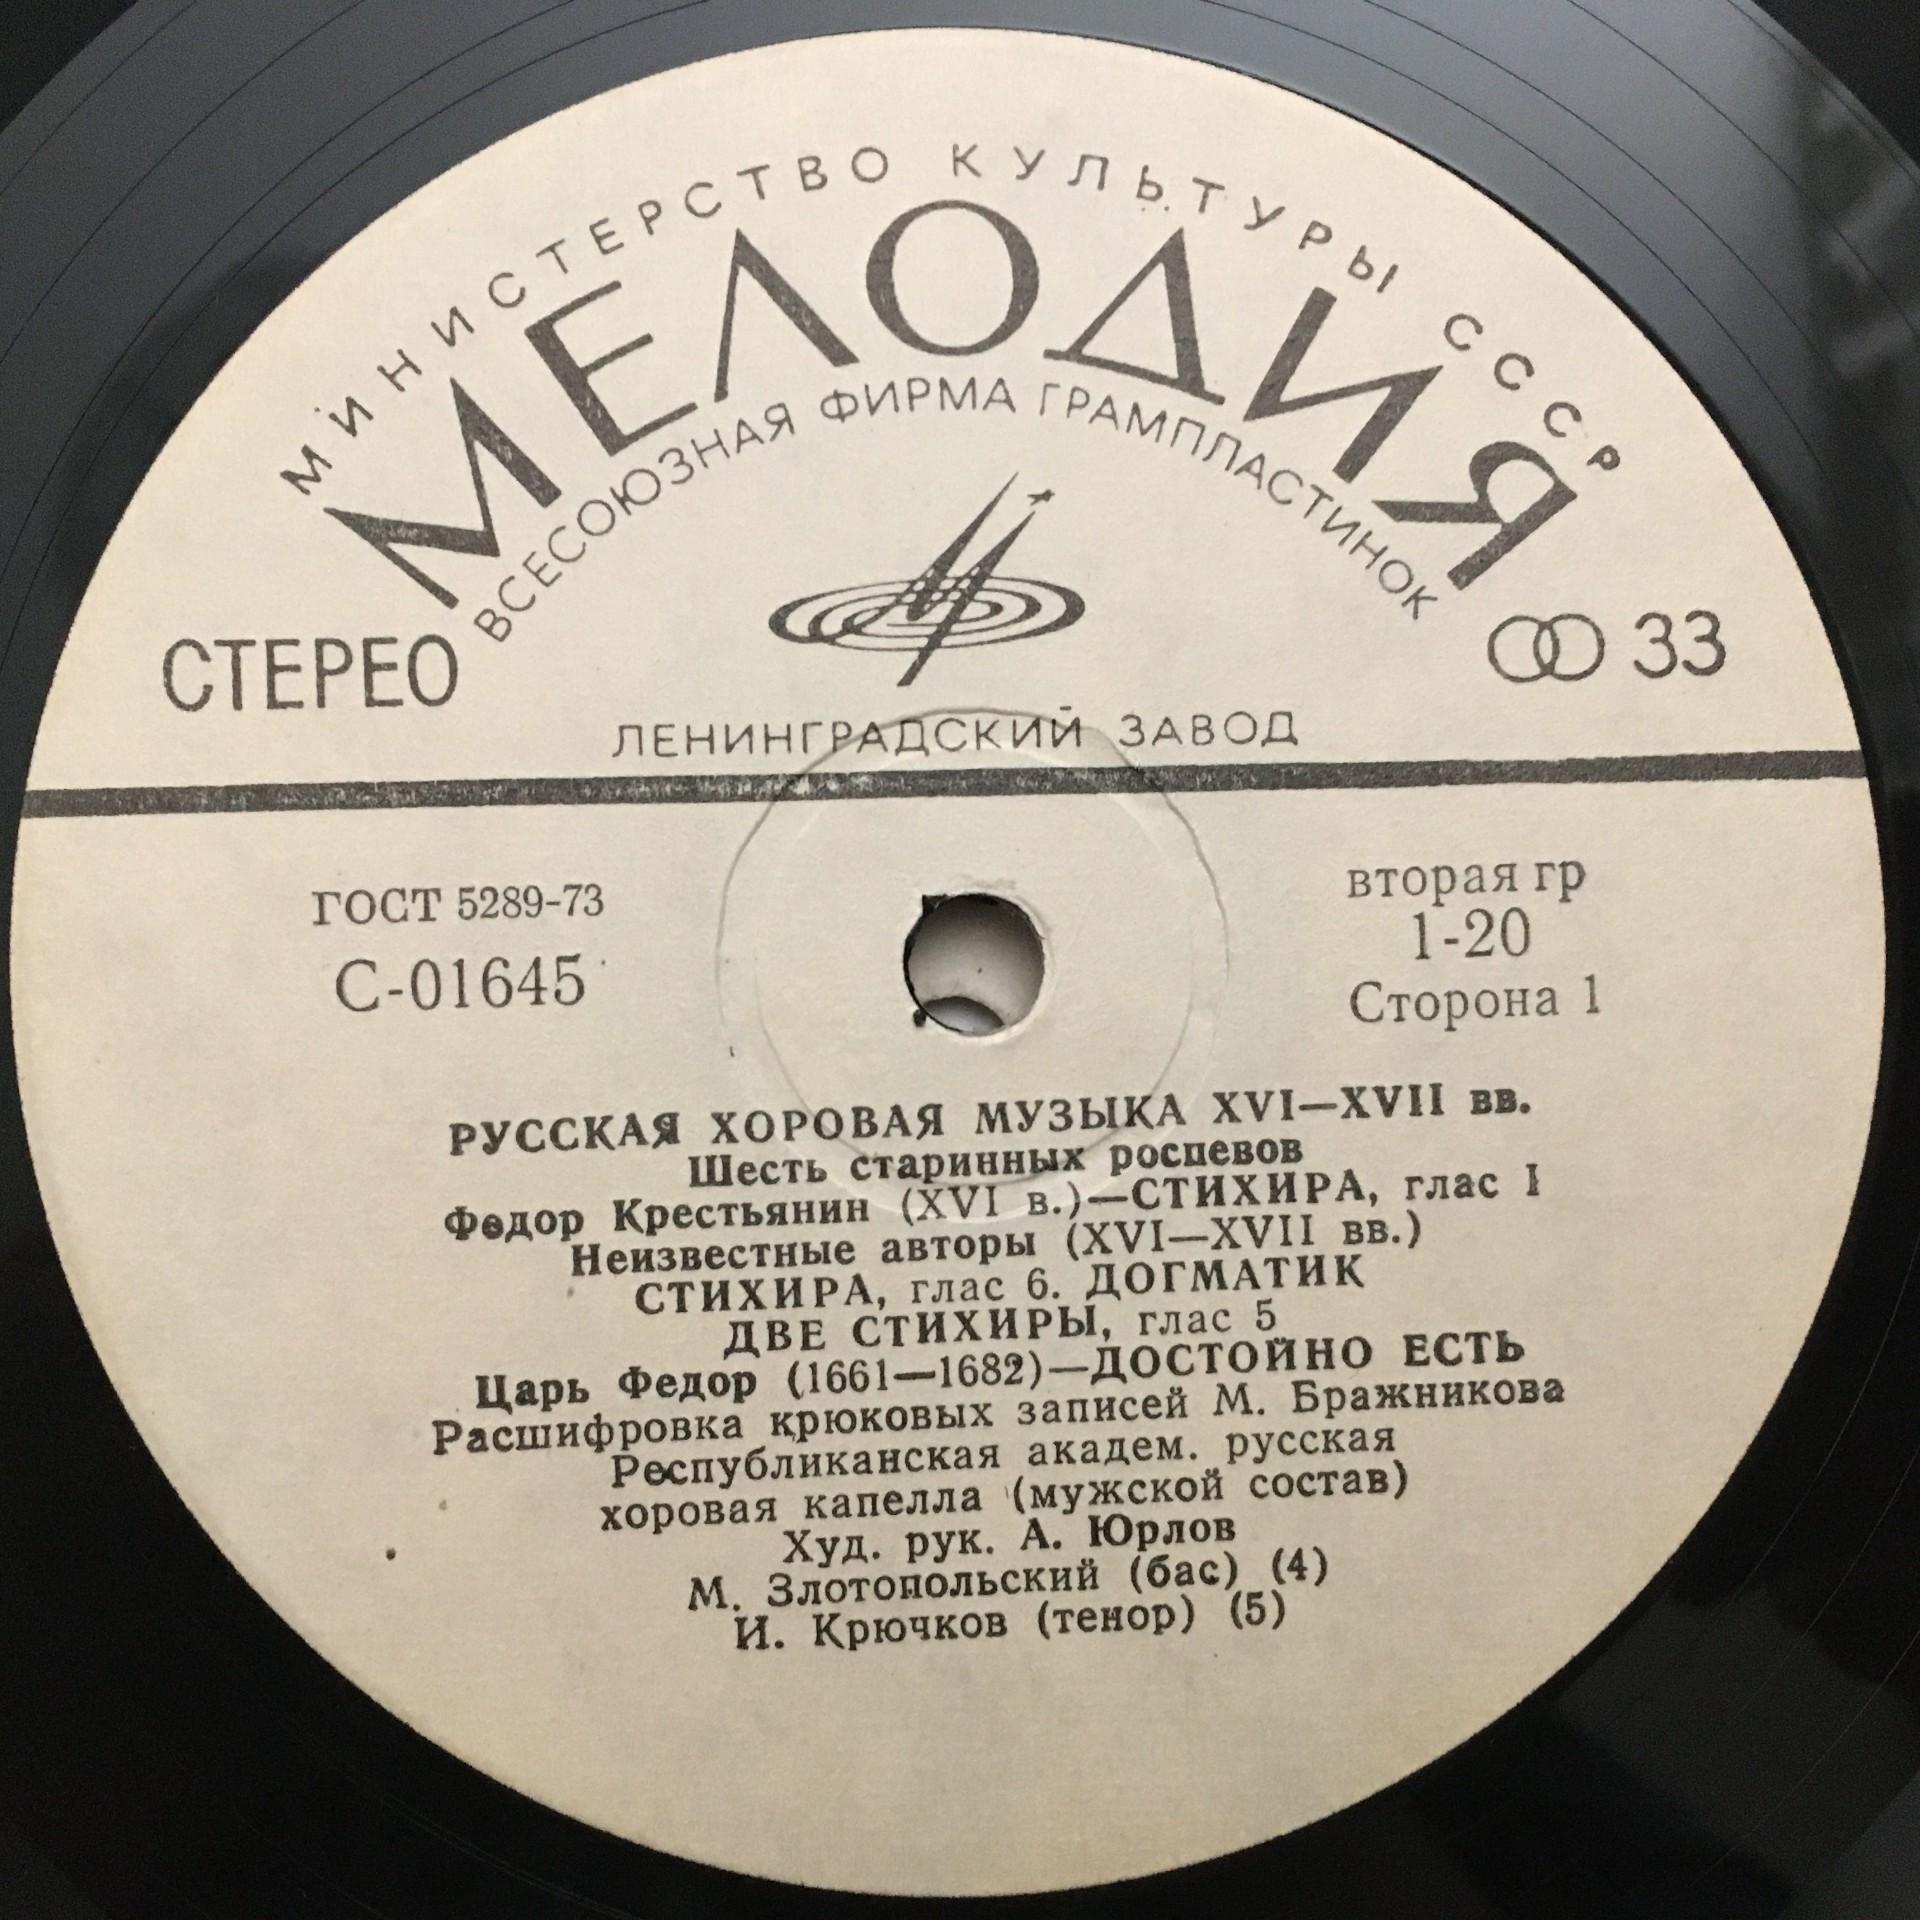 МИНИСТЕРСТВО КУЛЬТУРЫ СССР
МЕЛОДИЯ
ВСЕСОЮЗНАЯ ФИРМА ГРАМПЛАСТИНОК
СТЕРЕО
33
ЛЕНИНГРАДСКИЙ ЗАВОД
ГОСТ 5289-73
С-01645
вторая гр
1-20
Сторона 1
РУССКАЯ ХОРОВАЯ МУЗЫКА XVI—XVII вв.
Шесть старинных роспевов
Федор Крестьянин (XVI в.)—СТИХИРА, глас I
Неизвестные авторы (XVI—XVII вв.)
СТИХИРА, глас 6. ДОГМАТИК
ДВЕ СТИХИРЫ, глас 5
Царь Федор (1661—1682)—ДОСТОЙНО ЕСТЬ
Расшифровка крюковых записей М. Бражникова
Республиканская академ. русская
хоровая капелла (мужской состав)
Худ. рук. А. Юрлов
М. Злотопольский (бас) (4)
И. Крючков (тенор) (5)